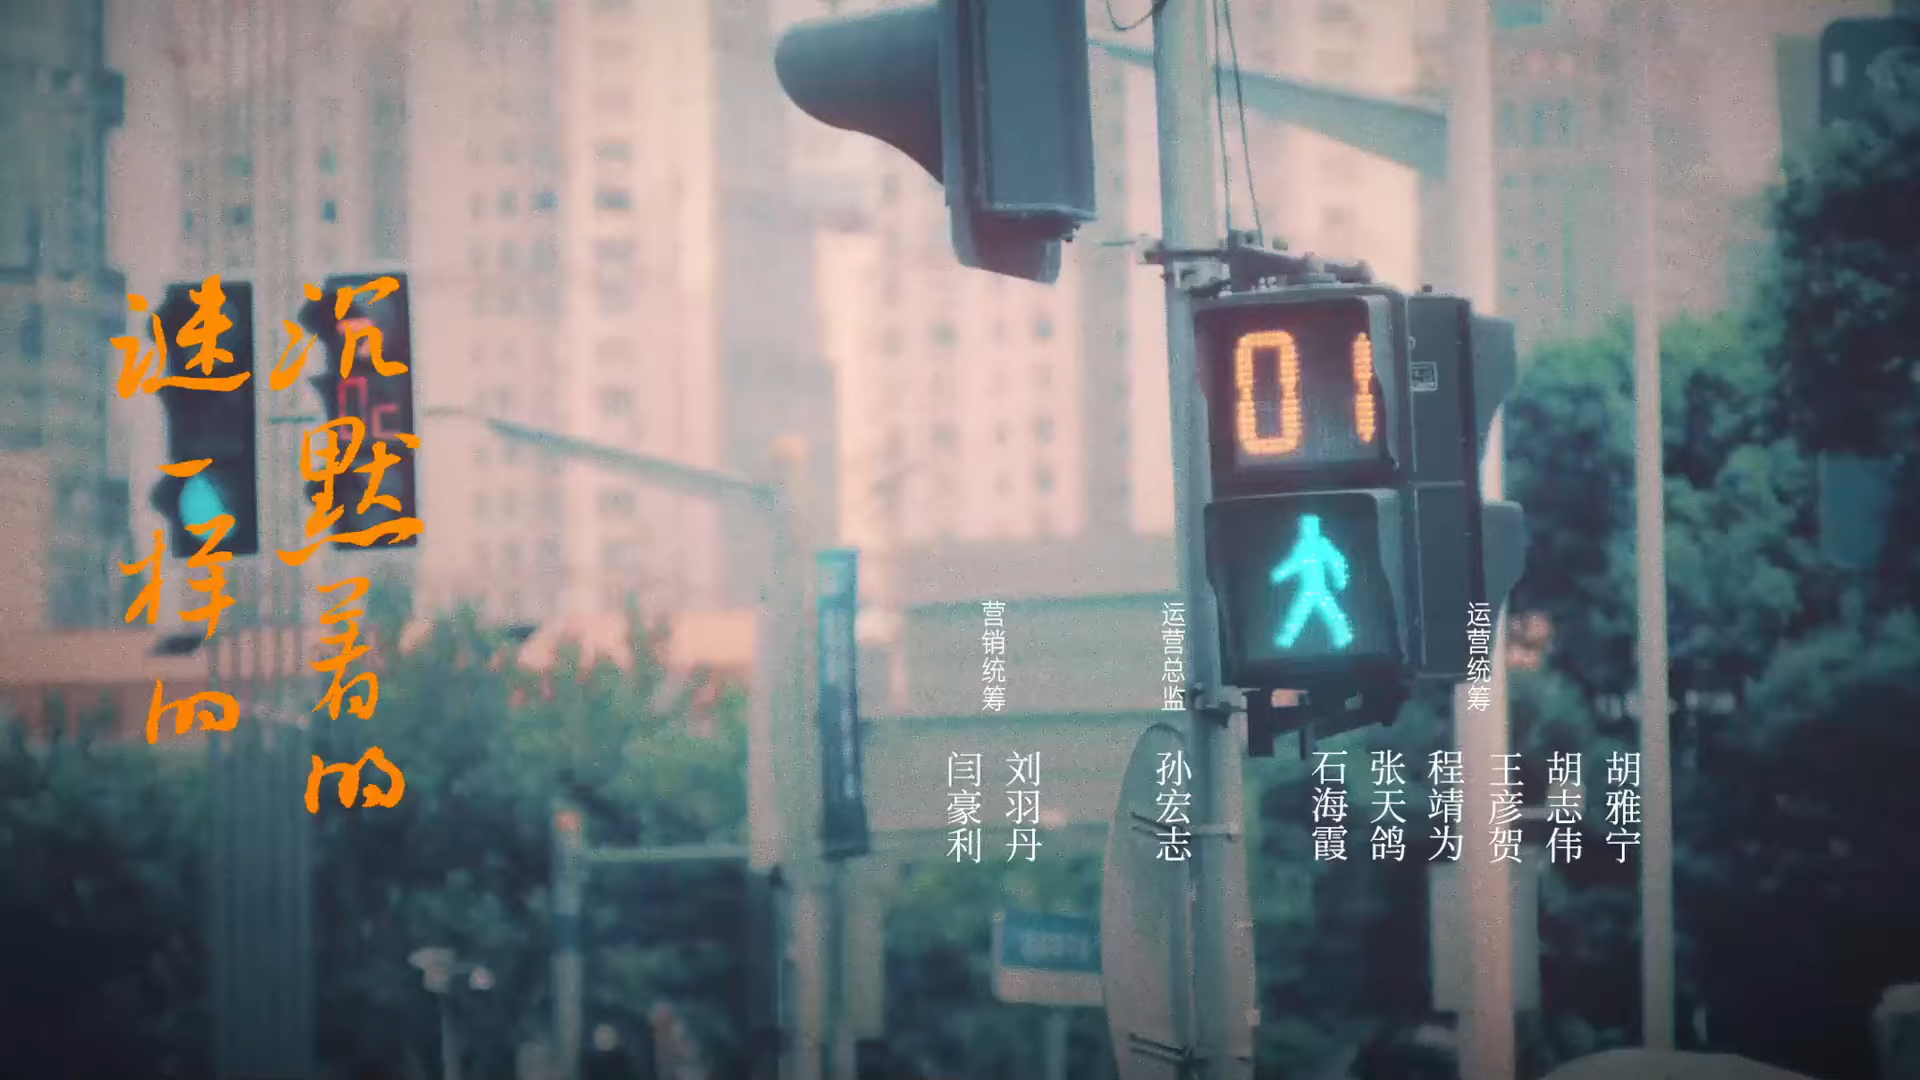 沉默着的
谜一样的
01
运营统筹
胡雅宁
胡志伟
王彦贺
程靖为
张天鸽
石海霞
运营总监
孙宏志
营销统筹
刘羽丹
闫豪利